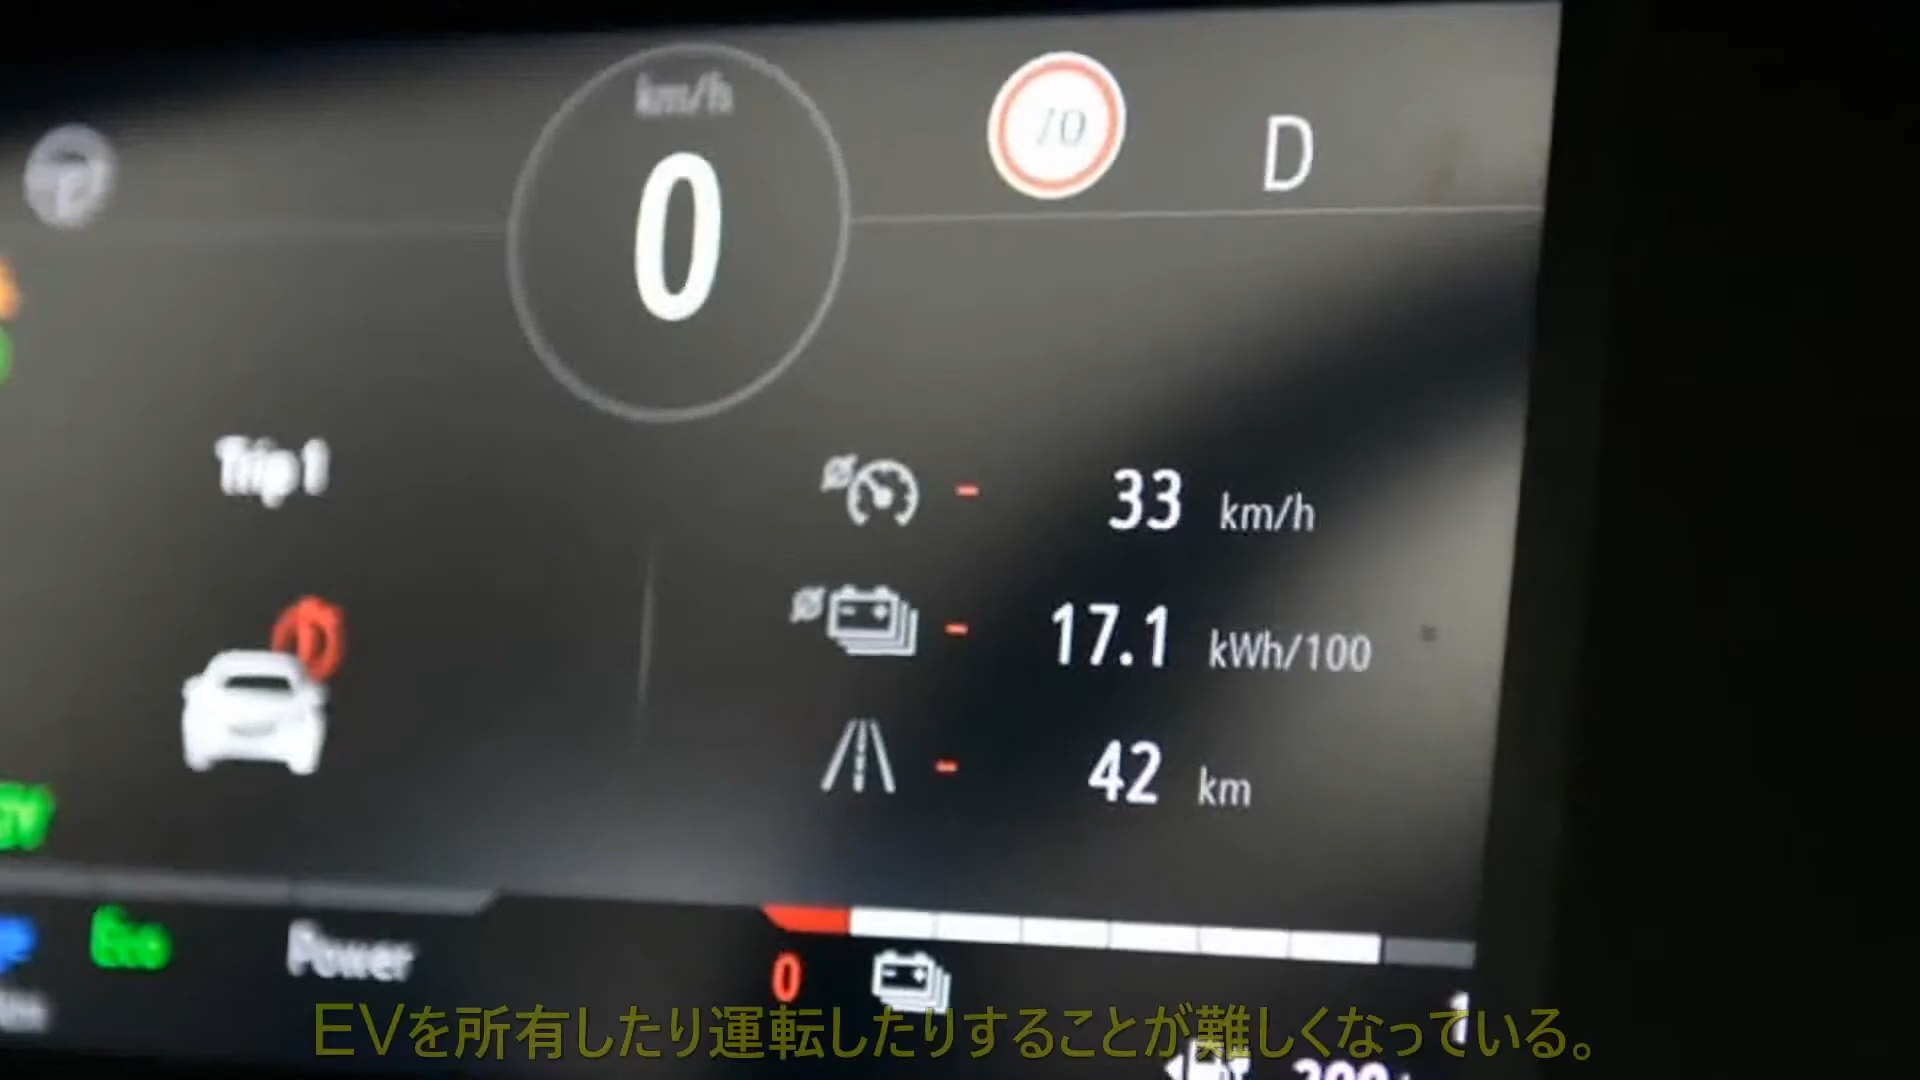 km/h
0
D
Trip 1
33 km/h
17.1 kWh/100
42 km
Eco
Power
0
1
EVを所有したり運転したりすることが難しくなっている。